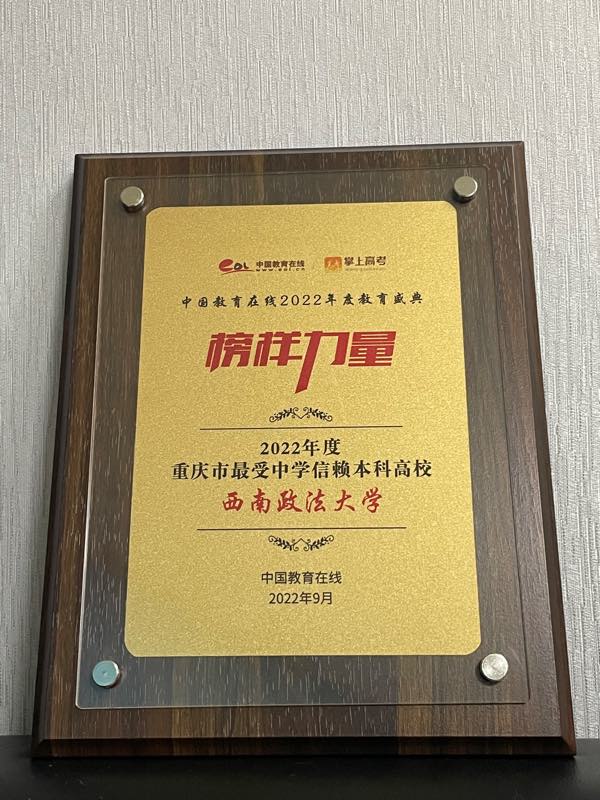 eol 中国教育在线 掌上高考
www.eol.cn
中国教育在线2022年度教育盛典
榜样力量
2022年度
重庆市最受中学信赖本科高校
西南政法大学
中国教育在线
2022年9月